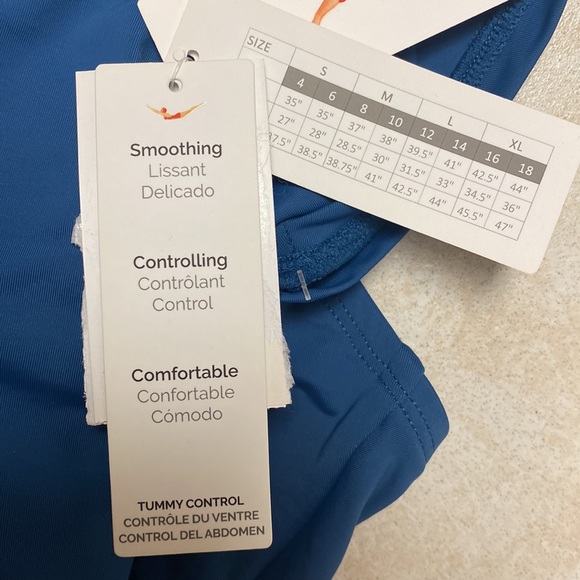 Smoothing
Lissant
Delicado
Controlling
Contrôlant
Control
Comfortable
Confortable
Cómodo
TUMMY CONTROL
CONTRÔLE DU VENTRE
CONTROL DEL ABDOMEN
SIZE S M L XL
4 6 8 10 12 14 16 18
35" 35" 37" 38" 39.5" 41" 42.5" 44"
27" 28" 28.5" 30" 31.5" 33" 34.5" 36"
37.5" 38.5" 38.75" 41" 42.5" 44" 45.5" 47"